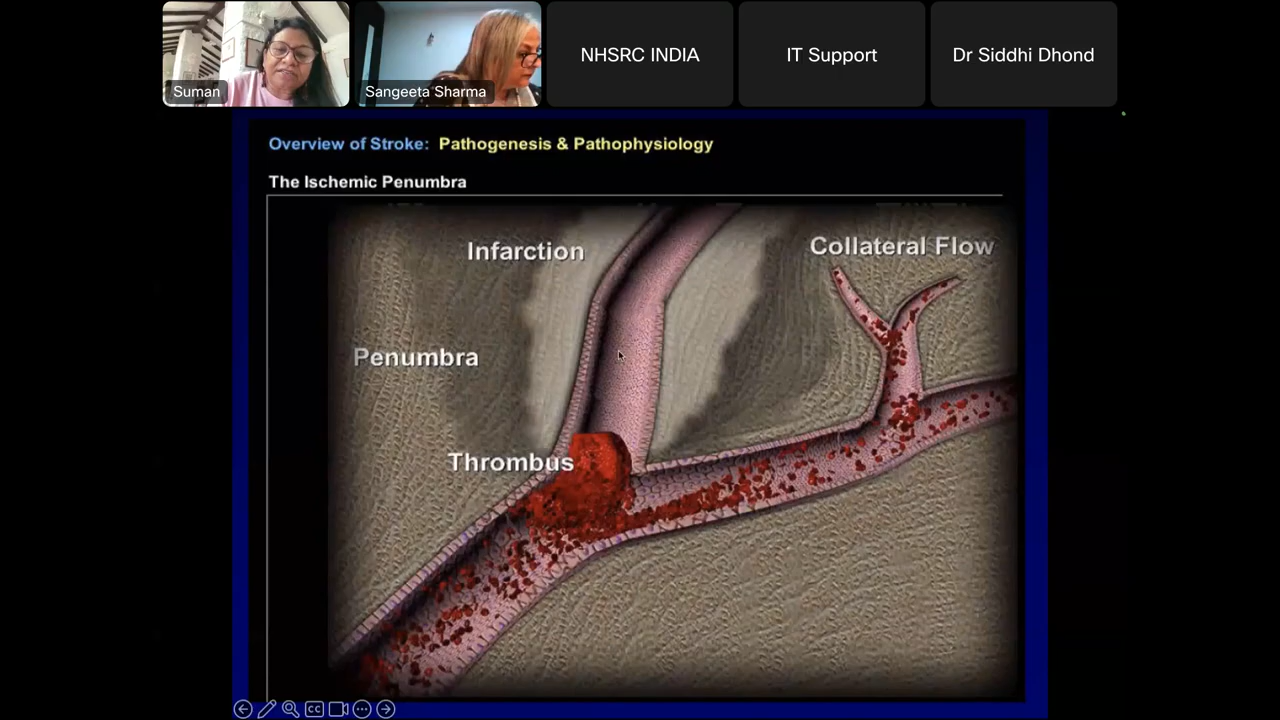 Suman
Sangeeta Sharma
NHSRC INDIA
IT Support
Dr Siddhi Dhond
Overview of Stroke: Pathogenesis & Pathophysiology
The Ischemic Penumbra
Infarction
Collateral Flow
Penumbra
Thrombus
CC